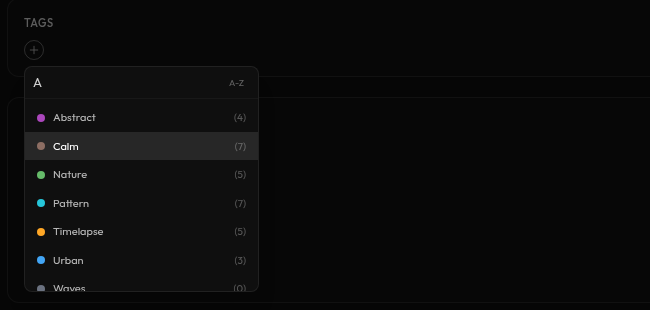 TAGS
A A-Z
Abstract (4)
Calm (7)
Nature (5)
Pattern (7)
Timelapse (5)
Urban (3)
Waves (0)